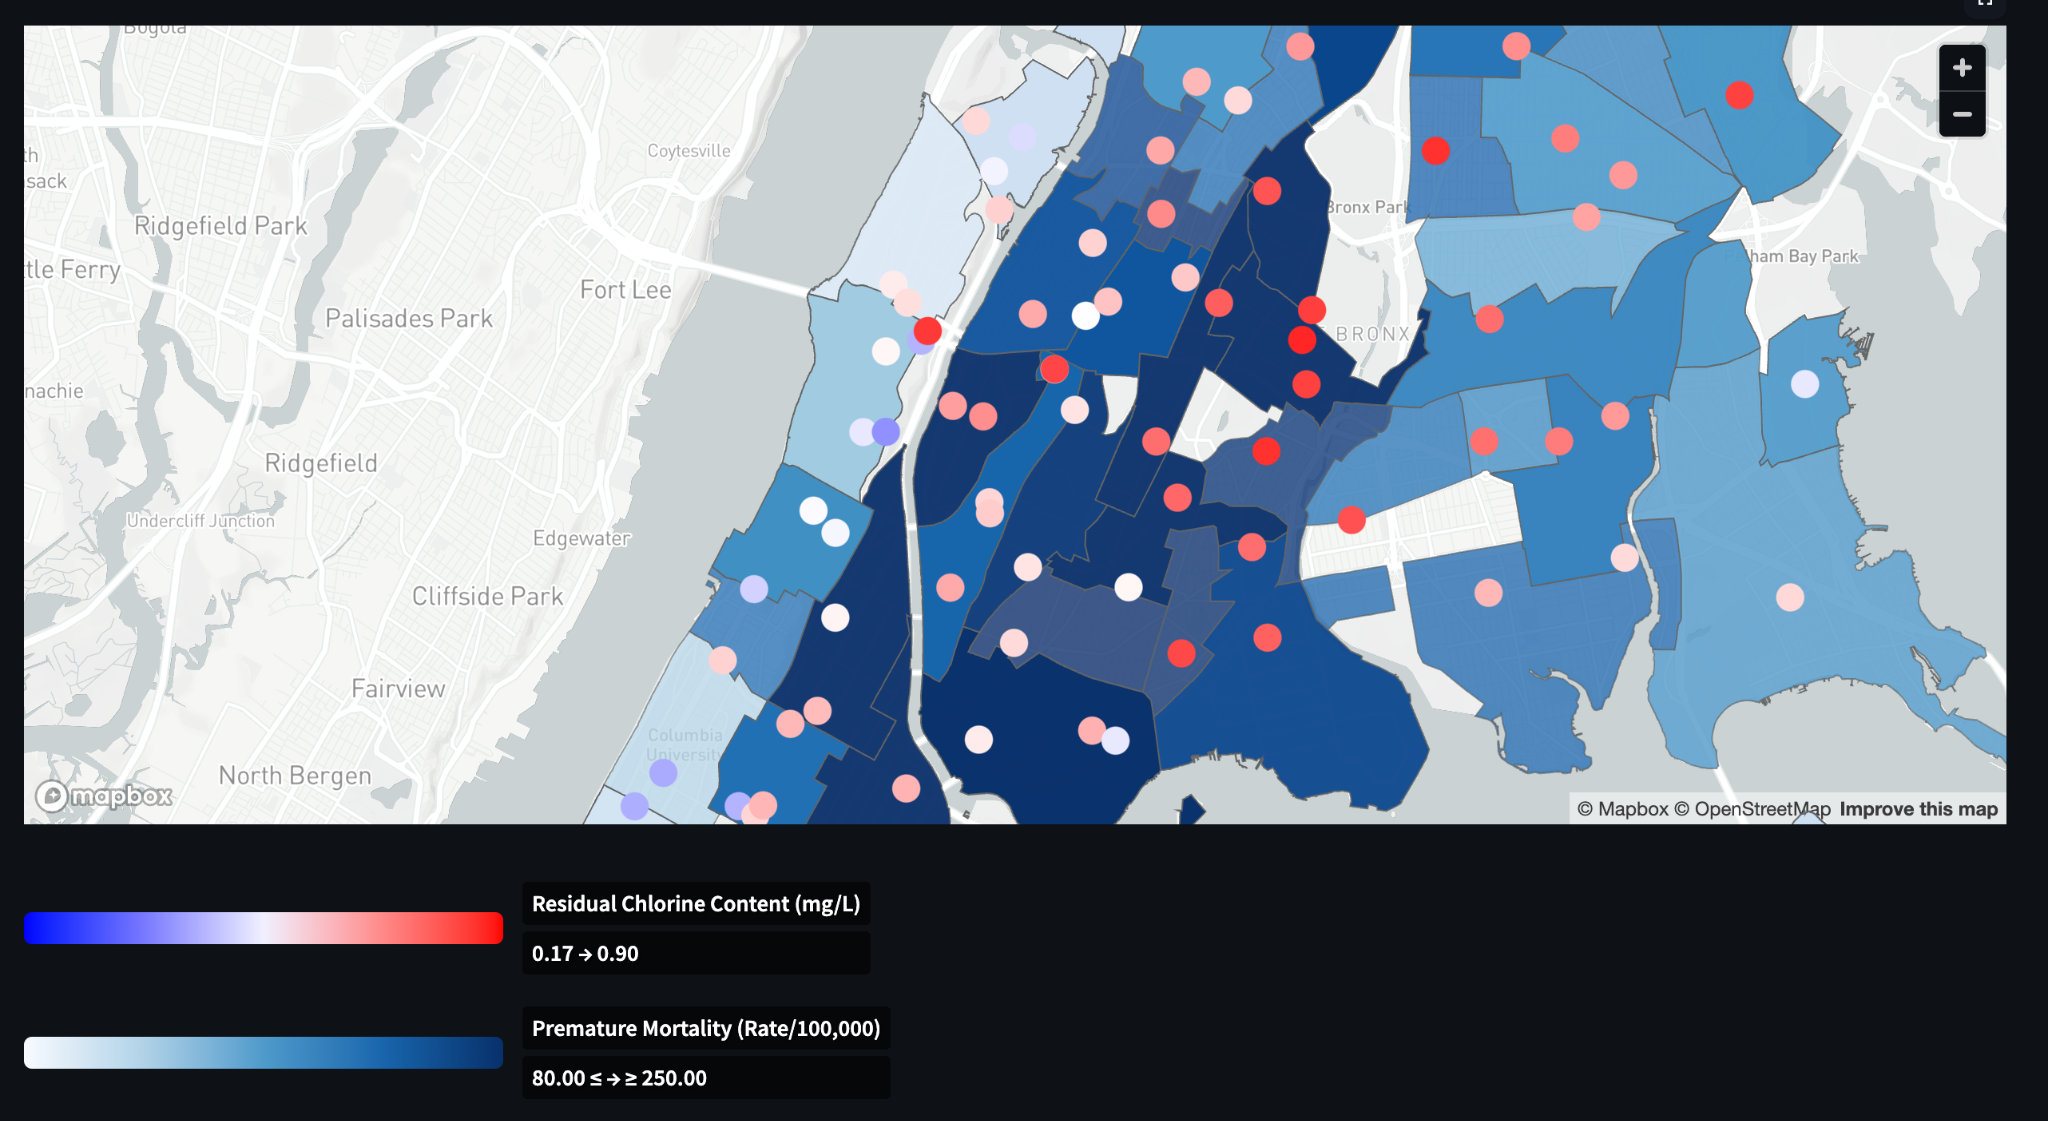 Bogota
Coytesville
Ridgefield Park
Bronx Park
Fort Lee
Palisades Park
BRONX
Ridgefield
Undercliff Junction
Edgewater
Cliffside Park
Fairview
Columbia
University
North Bergen
mapbox
© Mapbox © OpenStreetMap Improve this map
+
−
th
sack
ttle Ferry
nachie
ham Bay Park
Residual Chlorine Content (mg/L)
0.17 → 0.90
Premature Mortality (Rate/100,000)
80.00 ≤ → ≥ 250.00